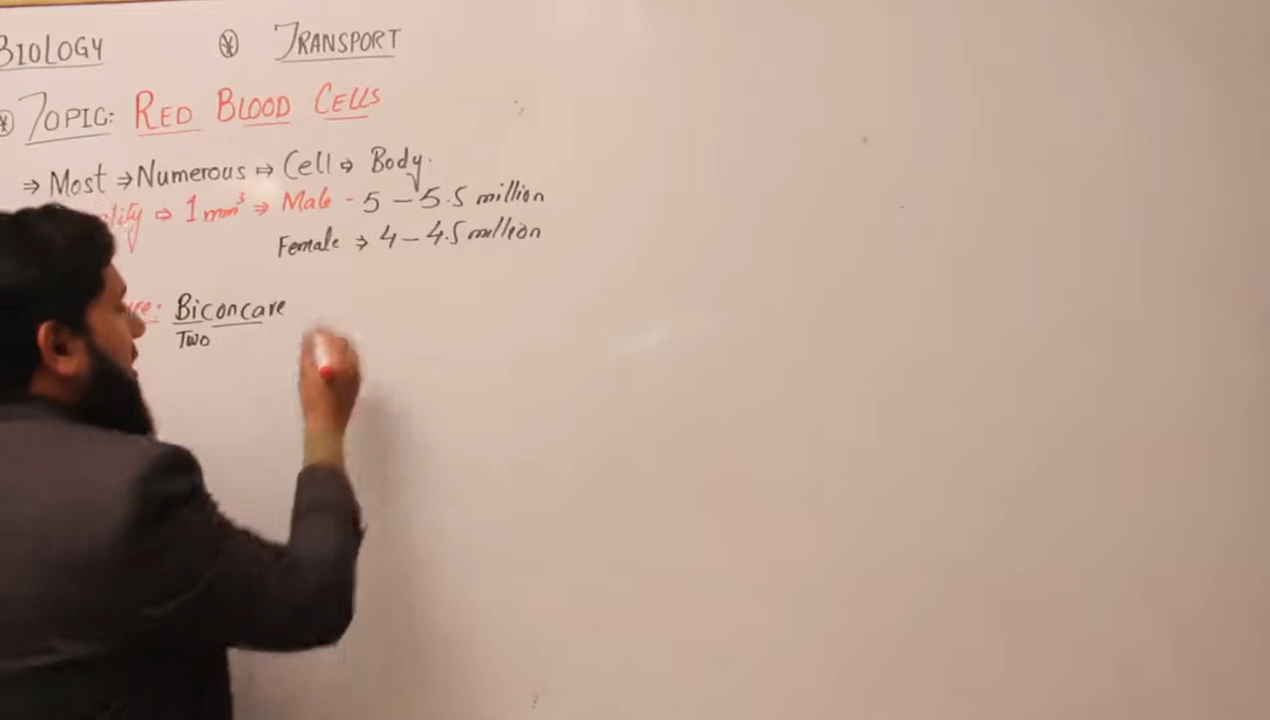 BIOLOGY ⊛ TRANSPORT
⊛ TOPIC: RED BLOOD CELLS
⇒ Most ⇒ Numerous ⇒ Cell ⇒ Body.
⇒ 1 mm³ ⇒ Male - 5 - 5.5 million
Female ⇒ 4 - 4.5 million
Biconcave
Two